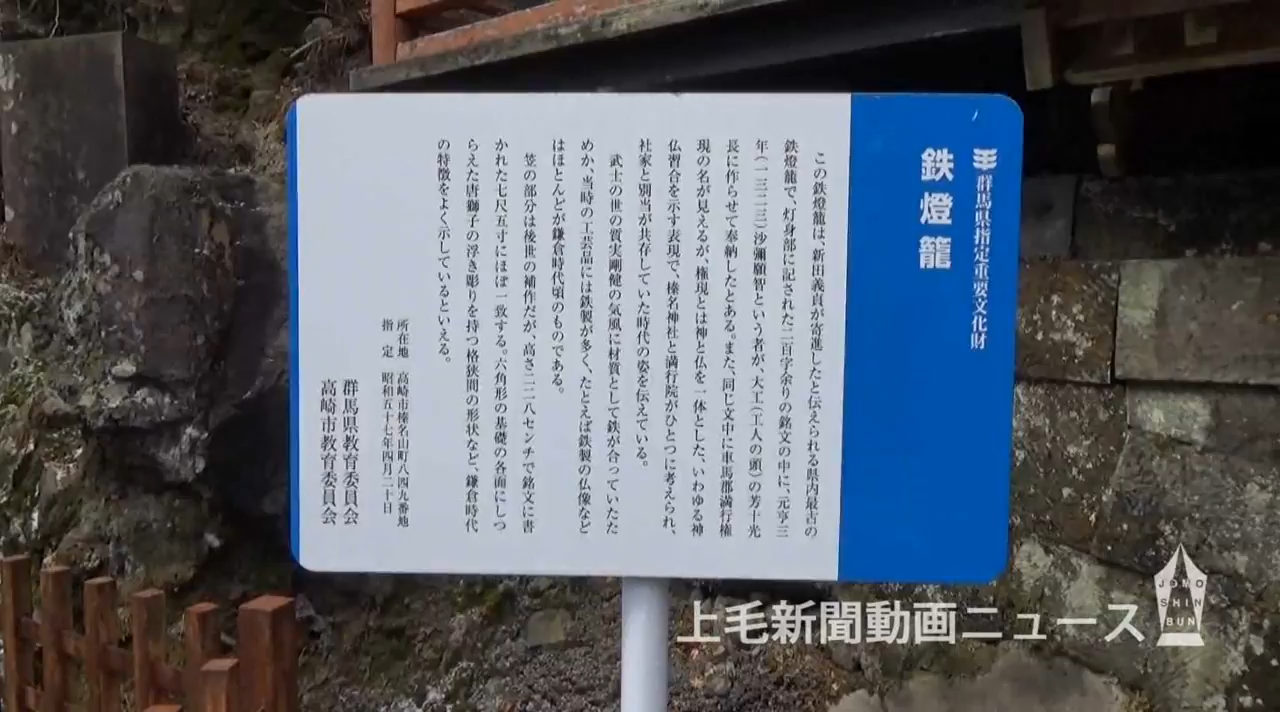 群馬県指定重要文化財
鉄燈籠
この鉄燈籠は、新田義貞が寄進したと伝えられる県内最古の
鉄燈籠で、灯身部に記された二百字余りの銘文の中に、元亨三
年(一三二三)沙彌願智という者が、大工(工人の頭)の芳十光
長に作らせて奉納したとある。また、同じ文中に車馬郡満行権
現の名が見えるが、権現とは神と仏を一体とした、いわゆる神
仏習合を示す表現で、榛名神社と満行院がひとつに考えられ、
社家と別当が共存していた時代の姿を伝えている。
武士の世の質実剛健の気風に材質として鉄が合っていたた
めか、当時の工芸品には鉄製が多く、たとえば鉄製の仏像など
はほとんどが鎌倉時代頃のものである。
笠の部分は後世の補作だが、高さ二二八センチで銘文に書
かれた七尺五寸にほぼ一致する。六角形の基礎の各面にしつ
らえた唐獅子の浮き彫りを持つ格狭間の形状など、鎌倉時代
の特徴をよく示しているといえる。
所在地 高崎市榛名山町八四九番地
指 定 昭和五十七年四月二十日
群馬県教育委員会
高崎市教育委員会
上毛新聞動画ニュース
JOMO
SHIN
BUN